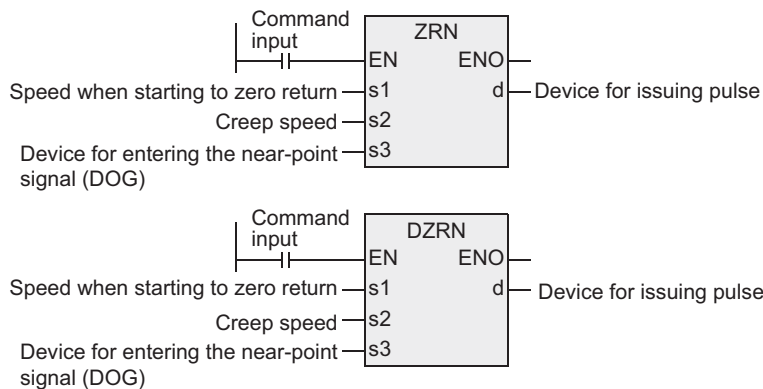 Command
input
ZRN
EN ENO
Speed when starting to zero return s1 d Device for issuing pulse
Creep speed s2
Device for entering the near-point s3
signal (DOG)
Command
input
DZRN
EN ENO
Speed when starting to zero return s1 d Device for issuing pulse
Creep speed s2
Device for entering the near-point s3
signal (DOG)